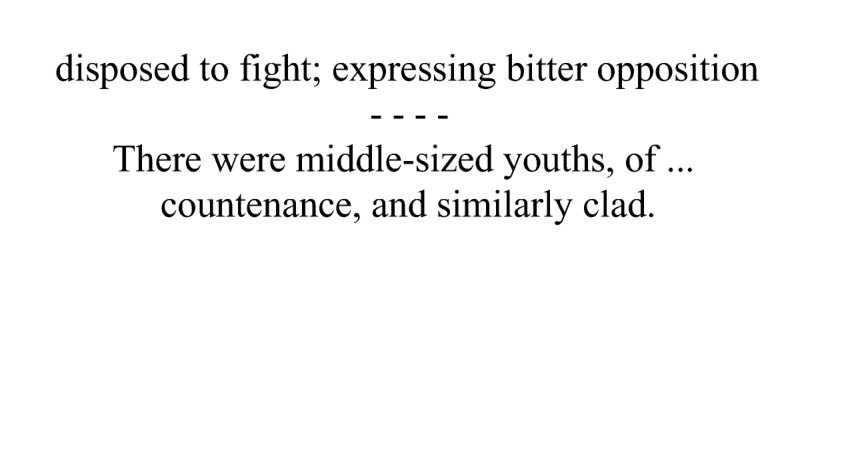 disposed to fight; expressing bitter opposition
- - - -
There were middle-sized youths, of ...
countenance, and similarly clad.